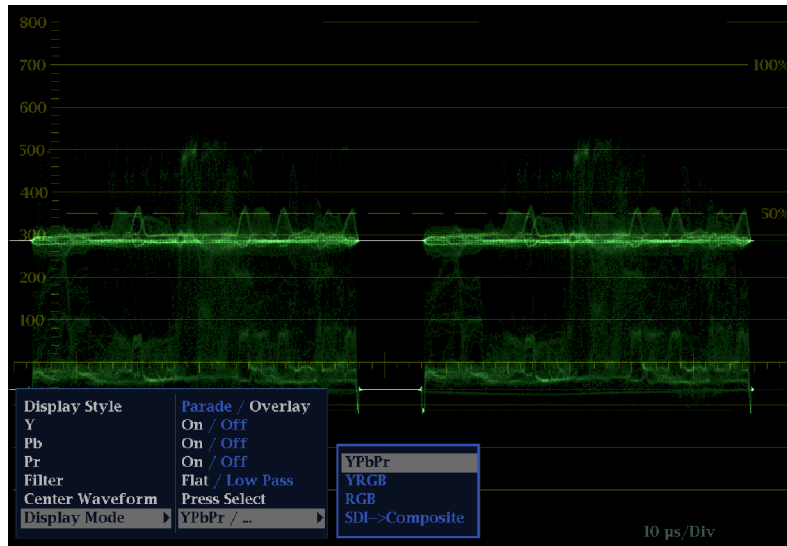 800
700
100%
600
500
400
50%
300
200
100
Display Style Parade / Overlay
Y On / Off
Pb On / Off
Pr On / Off
Filter Flat / Low Pass
Center Waveform Press Select
Display Mode YPbPr / ...
YPbPr
YRGB
RGB
SDI->Composite
10 µs/Div